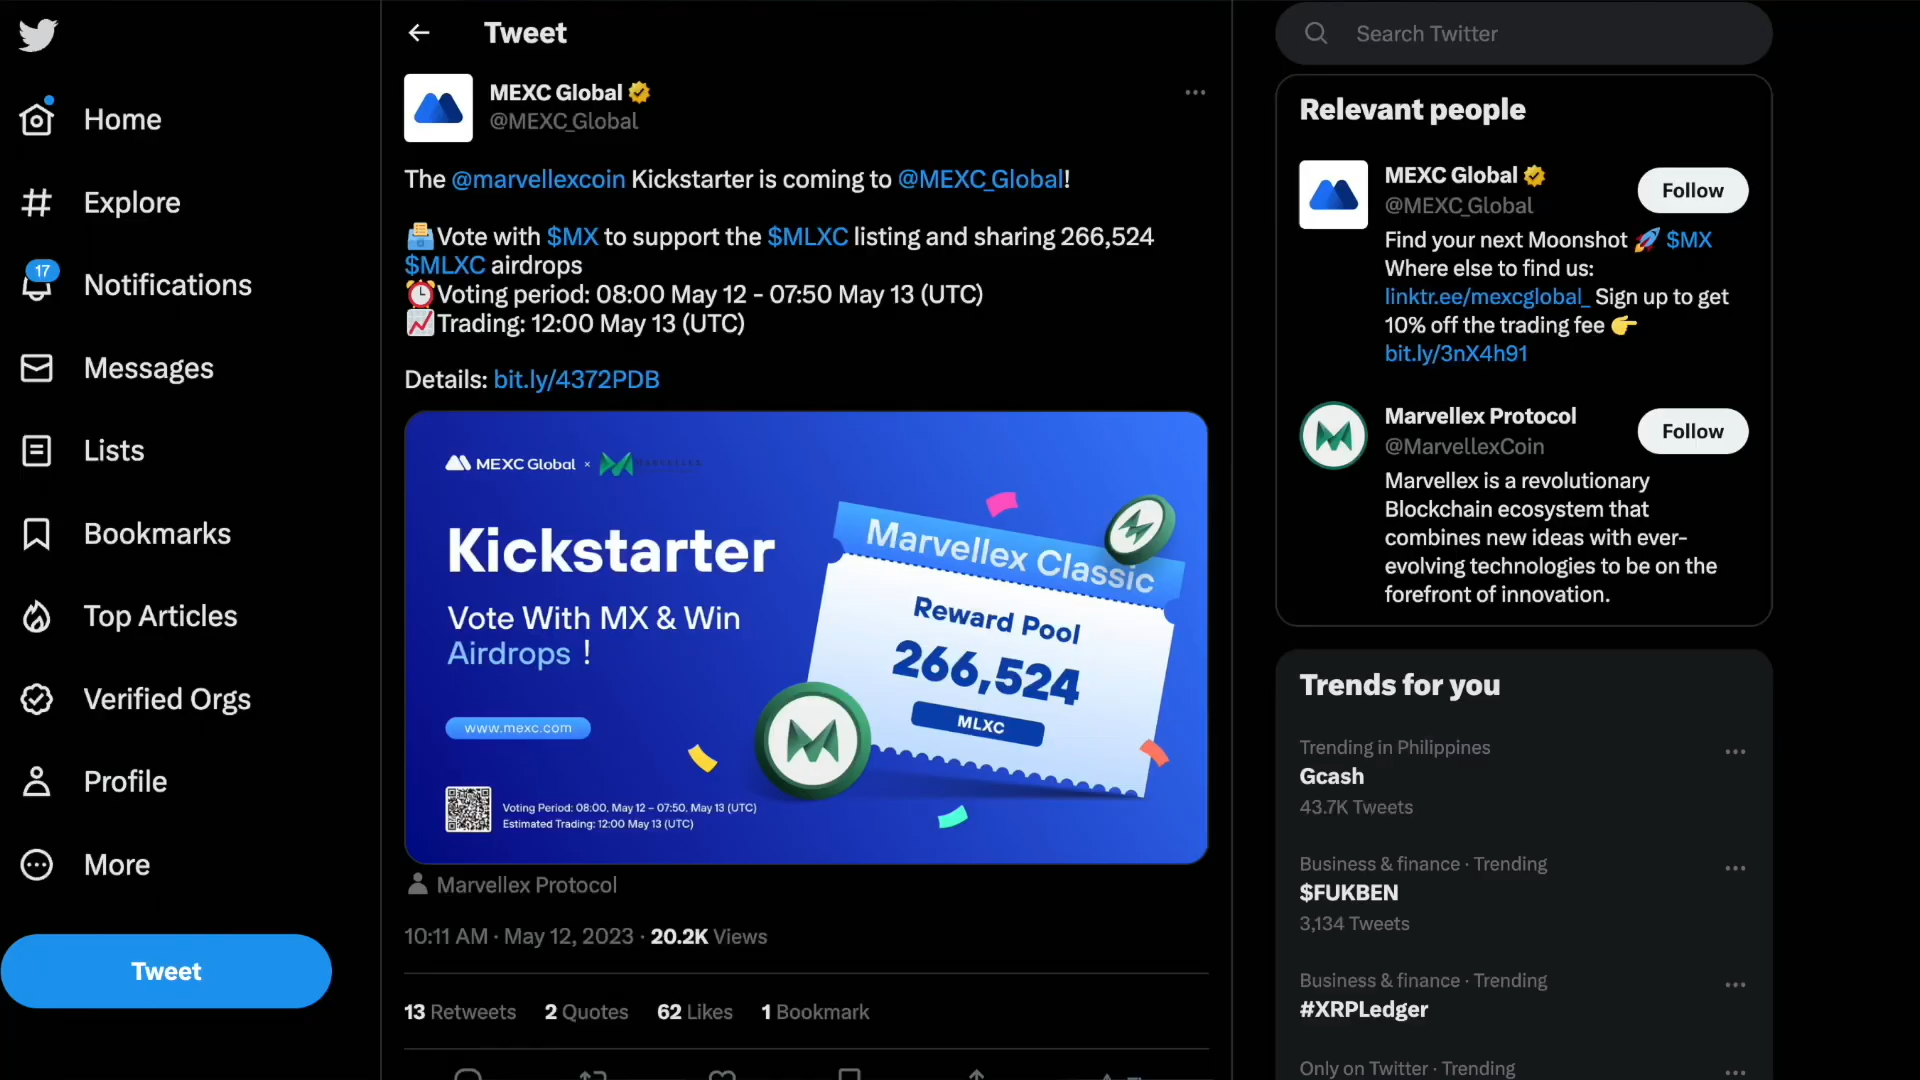 Home
Explore
17
Notifications
Messages
Lists
Bookmarks
Top Articles
Verified Orgs
Profile
More
Tweet
Tweet
MEXC Global
@MEXC_Global
The @marvellexcoin Kickstarter is coming to @MEXC_Global!
Vote with $MX to support the $MLXC listing and sharing 266,524
$MLXC airdrops
Voting period: 08:00 May 12 - 07:50 May 13 (UTC)
Trading: 12:00 May 13 (UTC)
Details: bit.ly/4372PDB
MEXC Global ×
Kickstarter
Vote With MX & Win
Airdrops !
www.mexc.com
Voting Period: 08:00, May 12 – 07:50, May 13 (UTC)
Estimated Trading: 12:00 May 13 (UTC)
Marvellex Classic
Reward Pool
266,524
MLXC
Marvellex Protocol
10:11 AM · May 12, 2023 · 20.2K Views
13 Retweets 2 Quotes 62 Likes 1 Bookmark
Search Twitter
Relevant people
MEXC Global
@MEXC_Global
Follow
Find your next Moonshot 🚀 $MX
Where else to find us:
linktr.ee/mexcglobal_ Sign up to get
10% off the trading fee 👉
bit.ly/3nX4h91
Marvellex Protocol
@MarvellexCoin
Follow
Marvellex is a revolutionary
Blockchain ecosystem that
combines new ideas with ever-
evolving technologies to be on the
forefront of innovation.
Trends for you
Trending in Philippines
Gcash
43.7K Tweets
Business & finance · Trending
$FUKBEN
3,134 Tweets
Business & finance · Trending
#XRPLedger
Only on Twitter · Trending